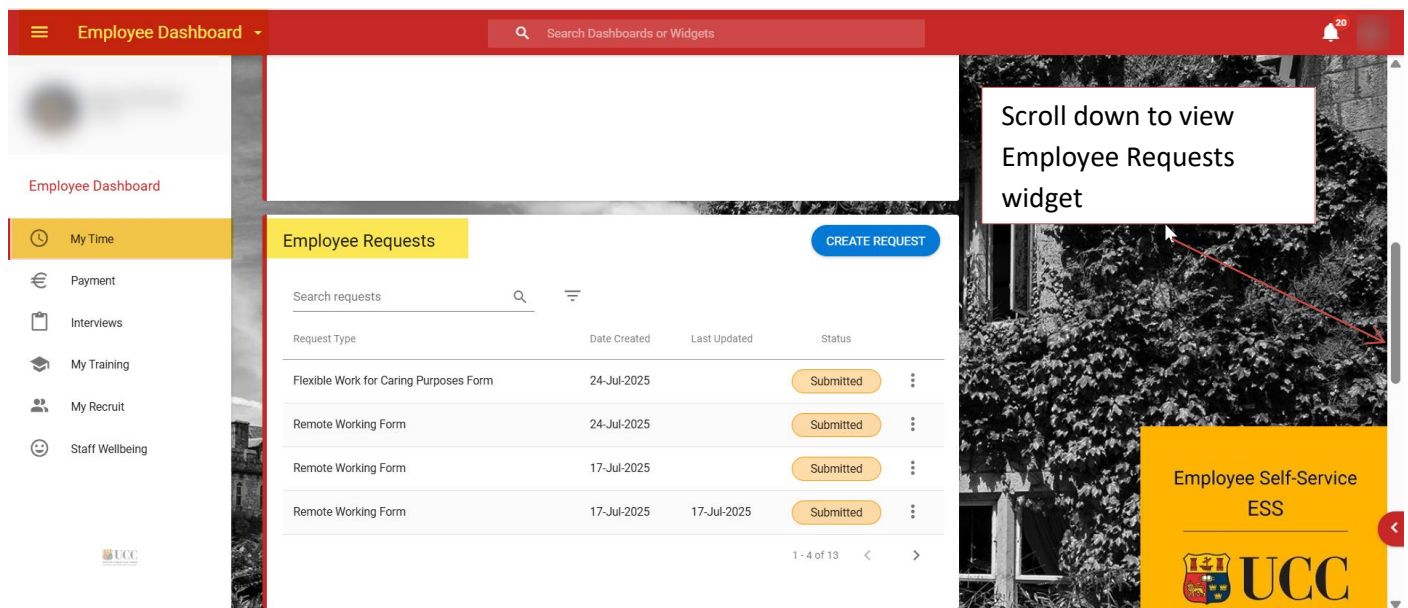 Employee Dashboard
Search Dashboards or Widgets
20
Employee Dashboard
My Time
Payment
Interviews
My Training
My Recruit
Staff Wellbeing
UCC
Scroll down to view
Employee Requests
widget
Employee Requests
CREATE REQUEST
Search requests
Request Type Date Created Last Updated Status
Flexible Work for Caring Purposes Form 24-Jul-2025 Submitted
Remote Working Form 24-Jul-2025 Submitted
Remote Working Form 17-Jul-2025 Submitted
Remote Working Form 17-Jul-2025 17-Jul-2025 Submitted
1 - 4 of 13
Employee Self-Service
ESS
UCC